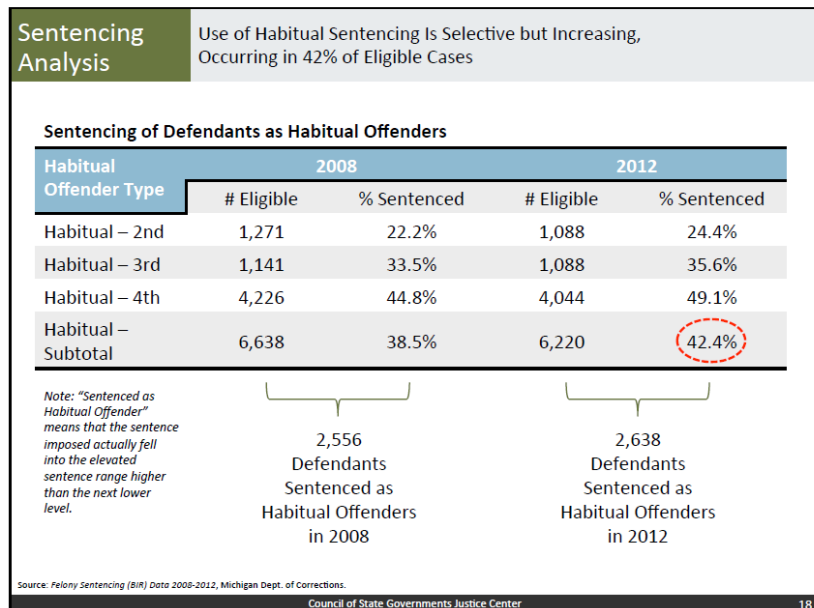 Sentencing
Analysis
Use of Habitual Sentencing Is Selective but Increasing,
Occurring in 42% of Eligible Cases
Sentencing of Defendants as Habitual Offenders
Habitual
Offender Type
2008
2012
# Eligible
% Sentenced
# Eligible
% Sentenced
Habitual – 2nd 1,271 22.2% 1,088 24.4%
Habitual – 3rd 1,141 33.5% 1,088 35.6%
Habitual – 4th 4,226 44.8% 4,044 49.1%
Habitual –
Subtotal
6,638 38.5% 6,220 42.4%
Note: “Sentenced as
Habitual Offender”
means that the sentence
imposed actually fell
into the elevated
sentence range higher
than the next lower
level.
2,556
Defendants
Sentenced as
Habitual Offenders
in 2008
2,638
Defendants
Sentenced as
Habitual Offenders
in 2012
Source: Felony Sentencing (BIR) Data 2008-2012, Michigan Dept. of Corrections.
Council of State Governments Justice Center
18